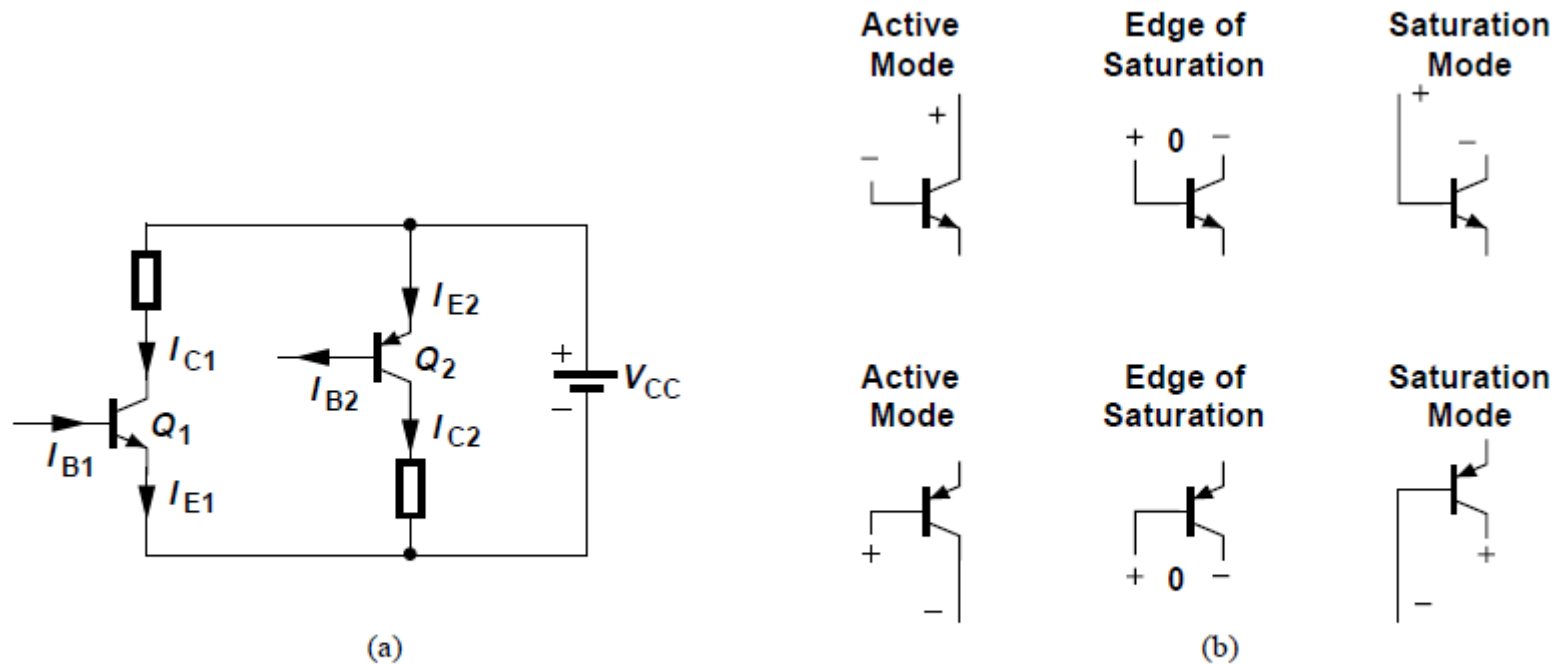 Active Edge of Saturation
Mode Saturation Mode
+ + 0 − +
− −
I_E2
I_C1 Q_2 +
I_B2 V_CC
−
Q_1 I_C2
I_B1
I_E1
Active Edge of Saturation
Mode Saturation Mode
+ + 0 − +
− −
(a) (b)